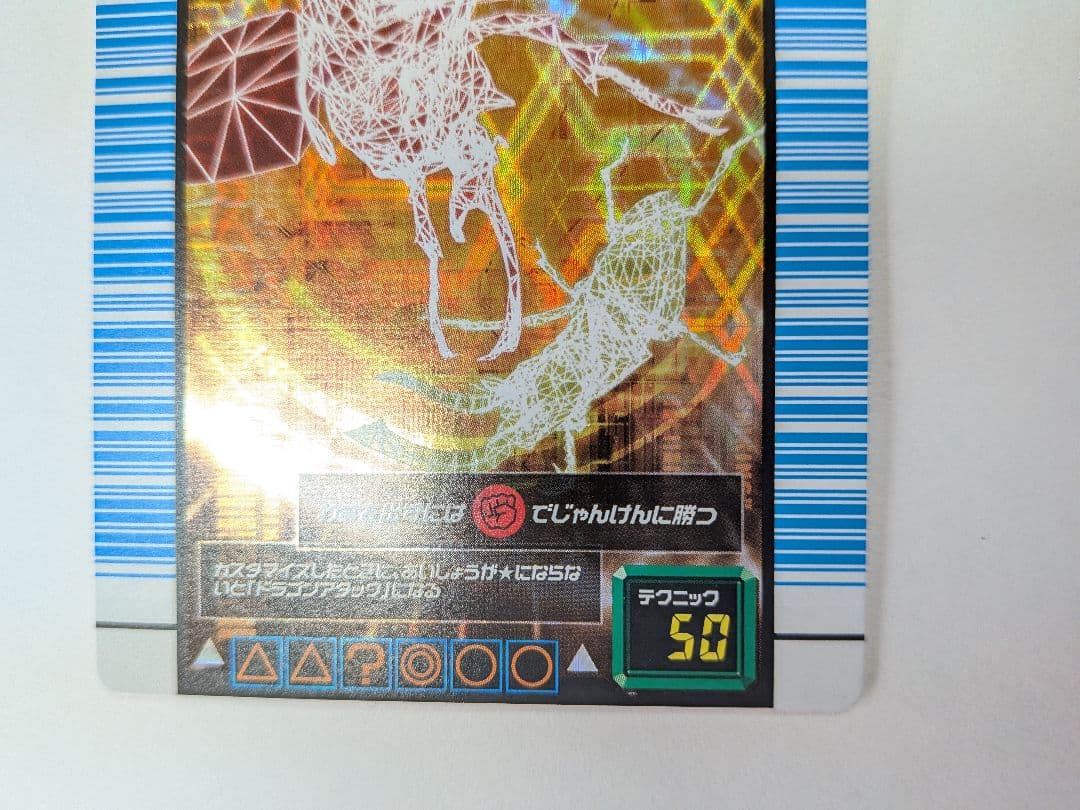 には でじゃんけんに勝つ
カスタマイズしたときに、あいしょうが★にならな
いと「ドラゴンアタック」になる
テクニック
50